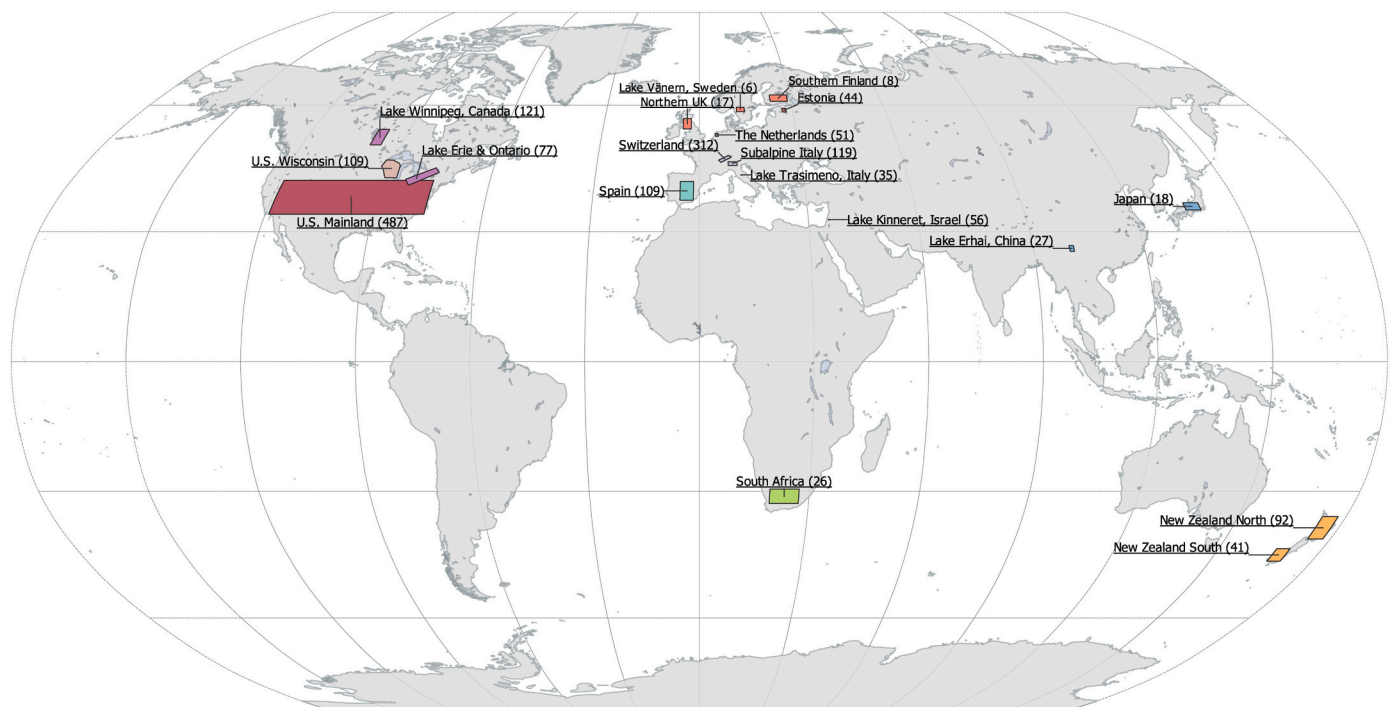 Southern Finland (8)
Lake Vänern, Sweden (6)
Estonia (44)
Northern UK (17)
Lake Winnipeg, Canada (121)
The Netherlands (51)
Switzerland (312)
Lake Erie & Ontario (77)
Subalpine Italy (119)
U.S. Wisconsin (109)
Lake Trasimeno, Italy (35)
Spain (109)
Japan (18)
U.S. Mainland (487)
Lake Kinneret, Israel (56)
Lake Erhai, China (27)
South Africa (26)
New Zealand North (92)
New Zealand South (41)